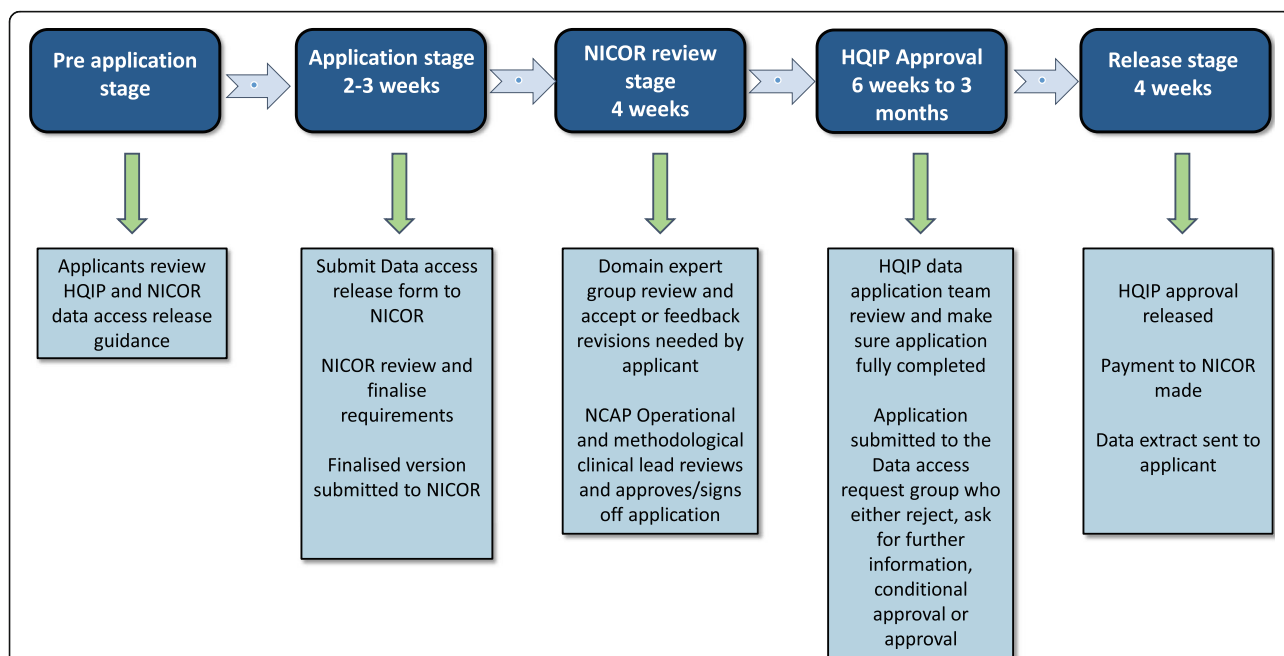 Pre application
stage
Application stage
2-3 weeks
NICOR review
stage
4 weeks
HQIP Approval
6 weeks to 3
months
Release stage
4 weeks
Applicants review
HQIP and NICOR
data access release
guidance
Submit Data access
release form to
NICOR
NICOR review and
finalise
requirements
Finalised version
submitted to NICOR
Domain expert
group review and
accept or feedback
revisions needed by
applicant
NCAP Operational
and methodological
clinical lead reviews
and approves/signs
off application
HQIP data
application team
review and make
sure application
fully completed
Application
submitted to the
Data access
request group who
either reject, ask
for further
information,
conditional
approval or
approval
HQIP approval
released
Payment to NICOR
made
Data extract sent to
applicant